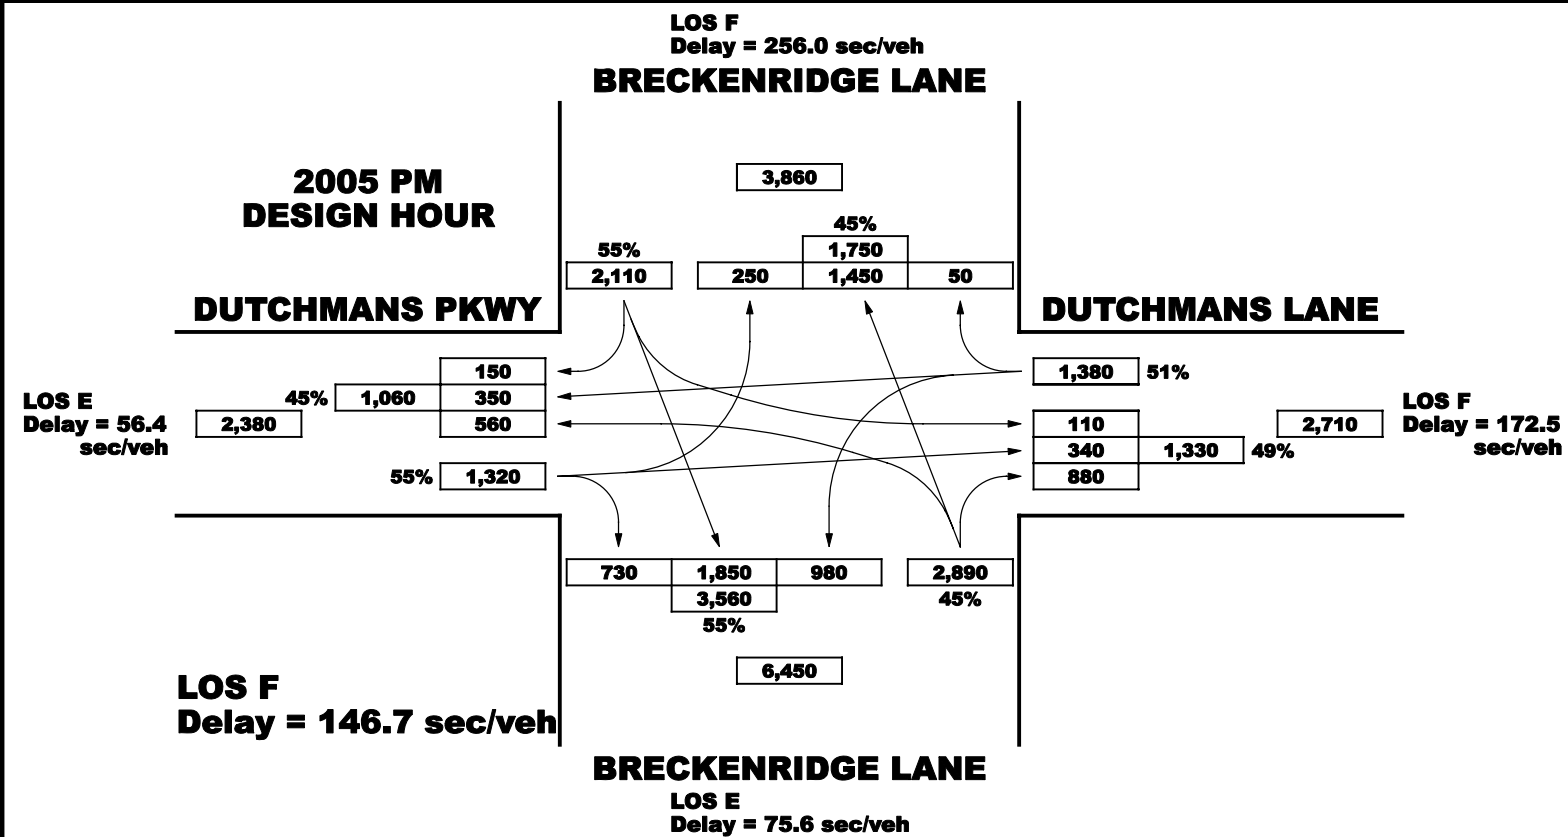 LOS F
Delay = 256.0 sec/veh
BRECKENRIDGE LANE
2005 PM
DESIGN HOUR
3,860
45%
55%
1,750
2,110
250
1,450
50
DUTCHMANS PKWY
DUTCHMANS LANE
150
1,380
51%
LOS E
Delay = 56.4
sec/veh
45%
1,060
350
2,380
560
110
2,710
LOS F
Delay = 172.5
sec/veh
340
1,330
49%
55%
1,320
880
730
1,850
980
2,890
3,560
45%
55%
6,450
LOS F
Delay = 146.7 sec/veh
BRECKENRIDGE LANE
LOS E
Delay = 75.6 sec/veh